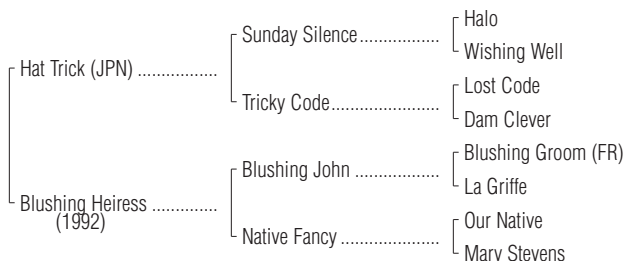 Halo
Sunday Silence
Wishing Well
Hat Trick (JPN)
Lost Code
Tricky Code
Dam Clever
Blushing Groom (FR)
Blushing John
La Griffe
Blushing Heiress
(1992)
Our Native
Native Fancy
Mary Stevens